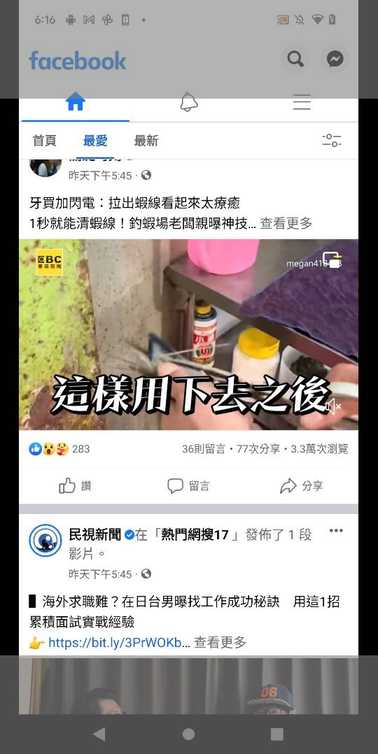 6:16
facebook
首頁
最愛
最新
昨天下午5:45 ·
牙買加閃電：拉出蝦線看起來太療癒
1秒就能清蝦線！釣蝦場老闆親曝神技... 查看更多
EBC
這樣用下去之後
283
36則留言 · 77次分享 · 3.3萬次瀏覽
讚
留言
分享
民視新聞 在「熱門網搜17 」發佈了 1 段
影片。
昨天下午5:45 ·
▋海外求職難？在日台男曝找工作成功秘訣　用這1招
累積面試實戰經驗
👉 https://bit.ly/3PrWOKb... 查看更多